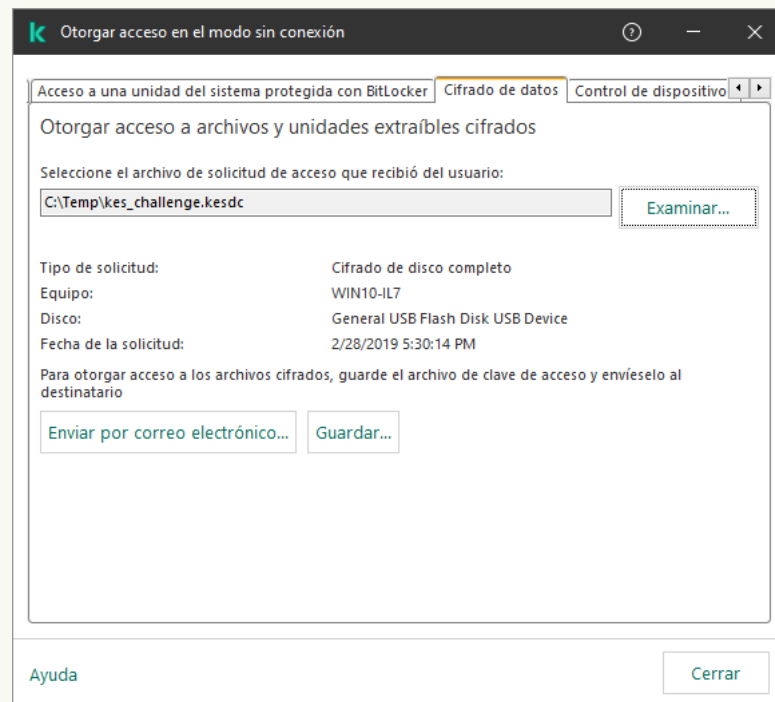 Otorgar acceso en el modo sin conexión
Acceso a una unidad del sistema protegida con BitLocker
Cifrado de datos
Control de dispositivo
Otorgar acceso a archivos y unidades extraíbles cifrados
Seleccione el archivo de solicitud de acceso que recibió del usuario:
C:\Temp\kes_challenge.kesdc
Examinar...
Tipo de solicitud: Cifrado de disco completo
Equipo: WIN10-IL7
Disco: General USB Flash Disk USB Device
Fecha de la solicitud: 2/28/2019 5:30:14 PM
Para otorgar acceso a los archivos cifrados, guarde el archivo de clave de acceso y envíeselo al
destinatario
Enviar por correo electrónico... Guardar...
Ayuda
Cerrar